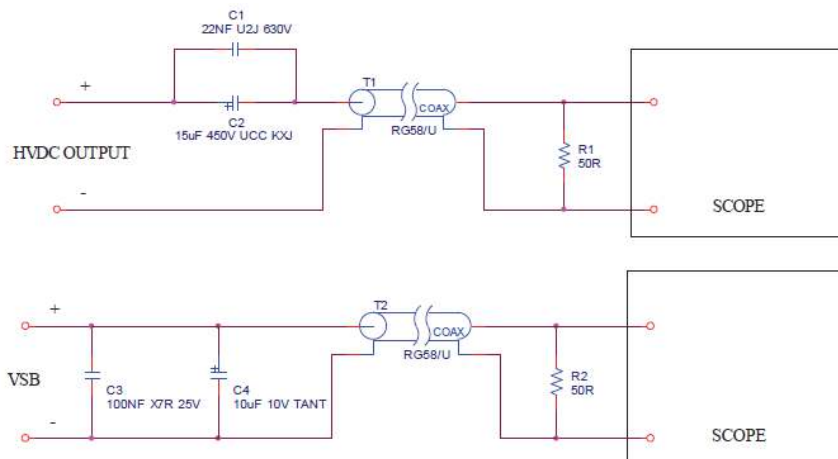 C1
22NF U2J 630V
+
+
C2
15uF 450V UCC KXJ
HVDC OUTPUT
-
T1
COAX
RG58/U
R1
50R
SCOPE
+
VSB
-
C3
100NF X7R 25V
+
C4
10uF 10V TANT
T2
COAX
RG58/U
R2
50R
SCOPE